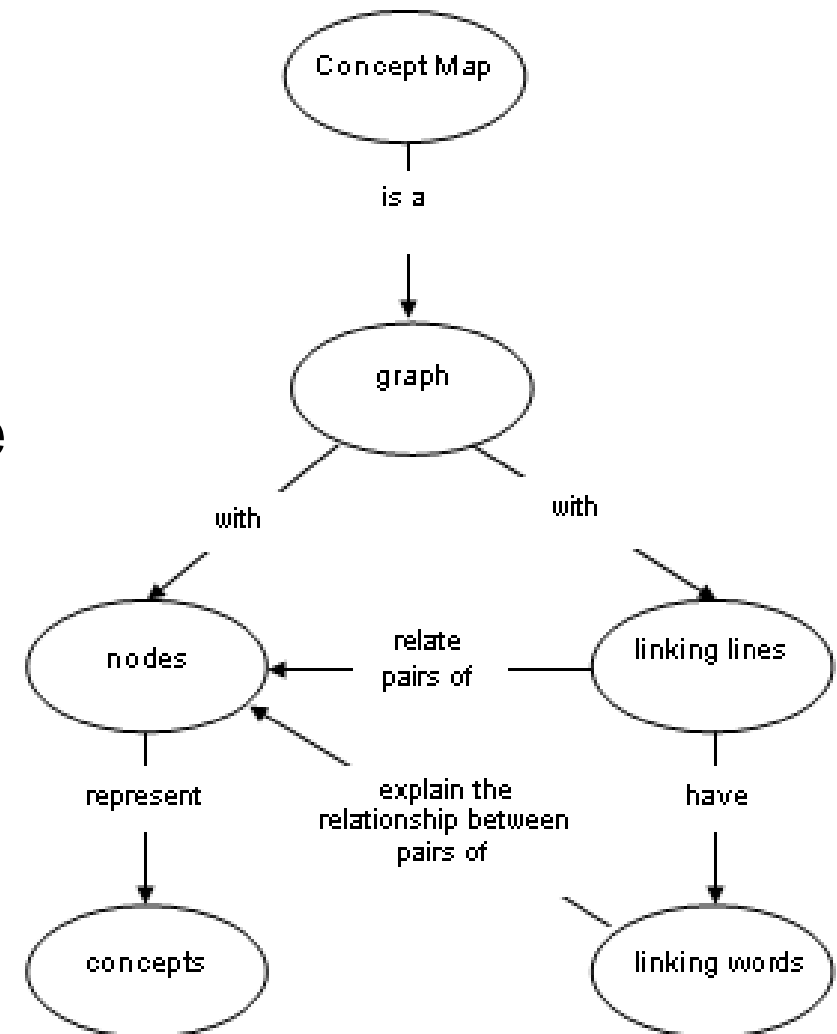 Concept Map
is a
graph
e
with
with
nodes
relate
pairs of
linking lines
represent
explain the
relationship between
pairs of
have
concepts
linking words